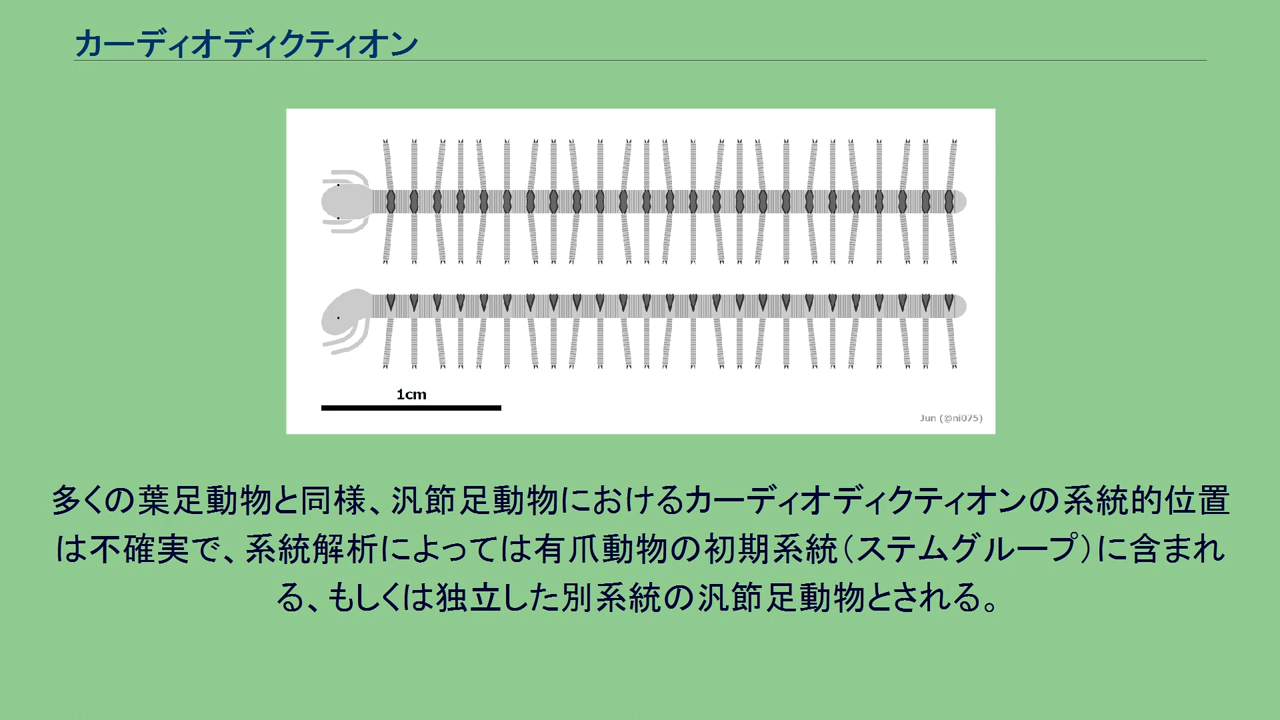 カーディオディクティオン
1cm
Jun (@ni075)
多くの葉足動物と同様、汎節足動物におけるカーディオディクティオンの系統的位置
は不確実で、系統解析によっては有爪動物の初期系統（ステムグループ）に含まれ
る、もしくは独立した別系統の汎節足動物とされる。